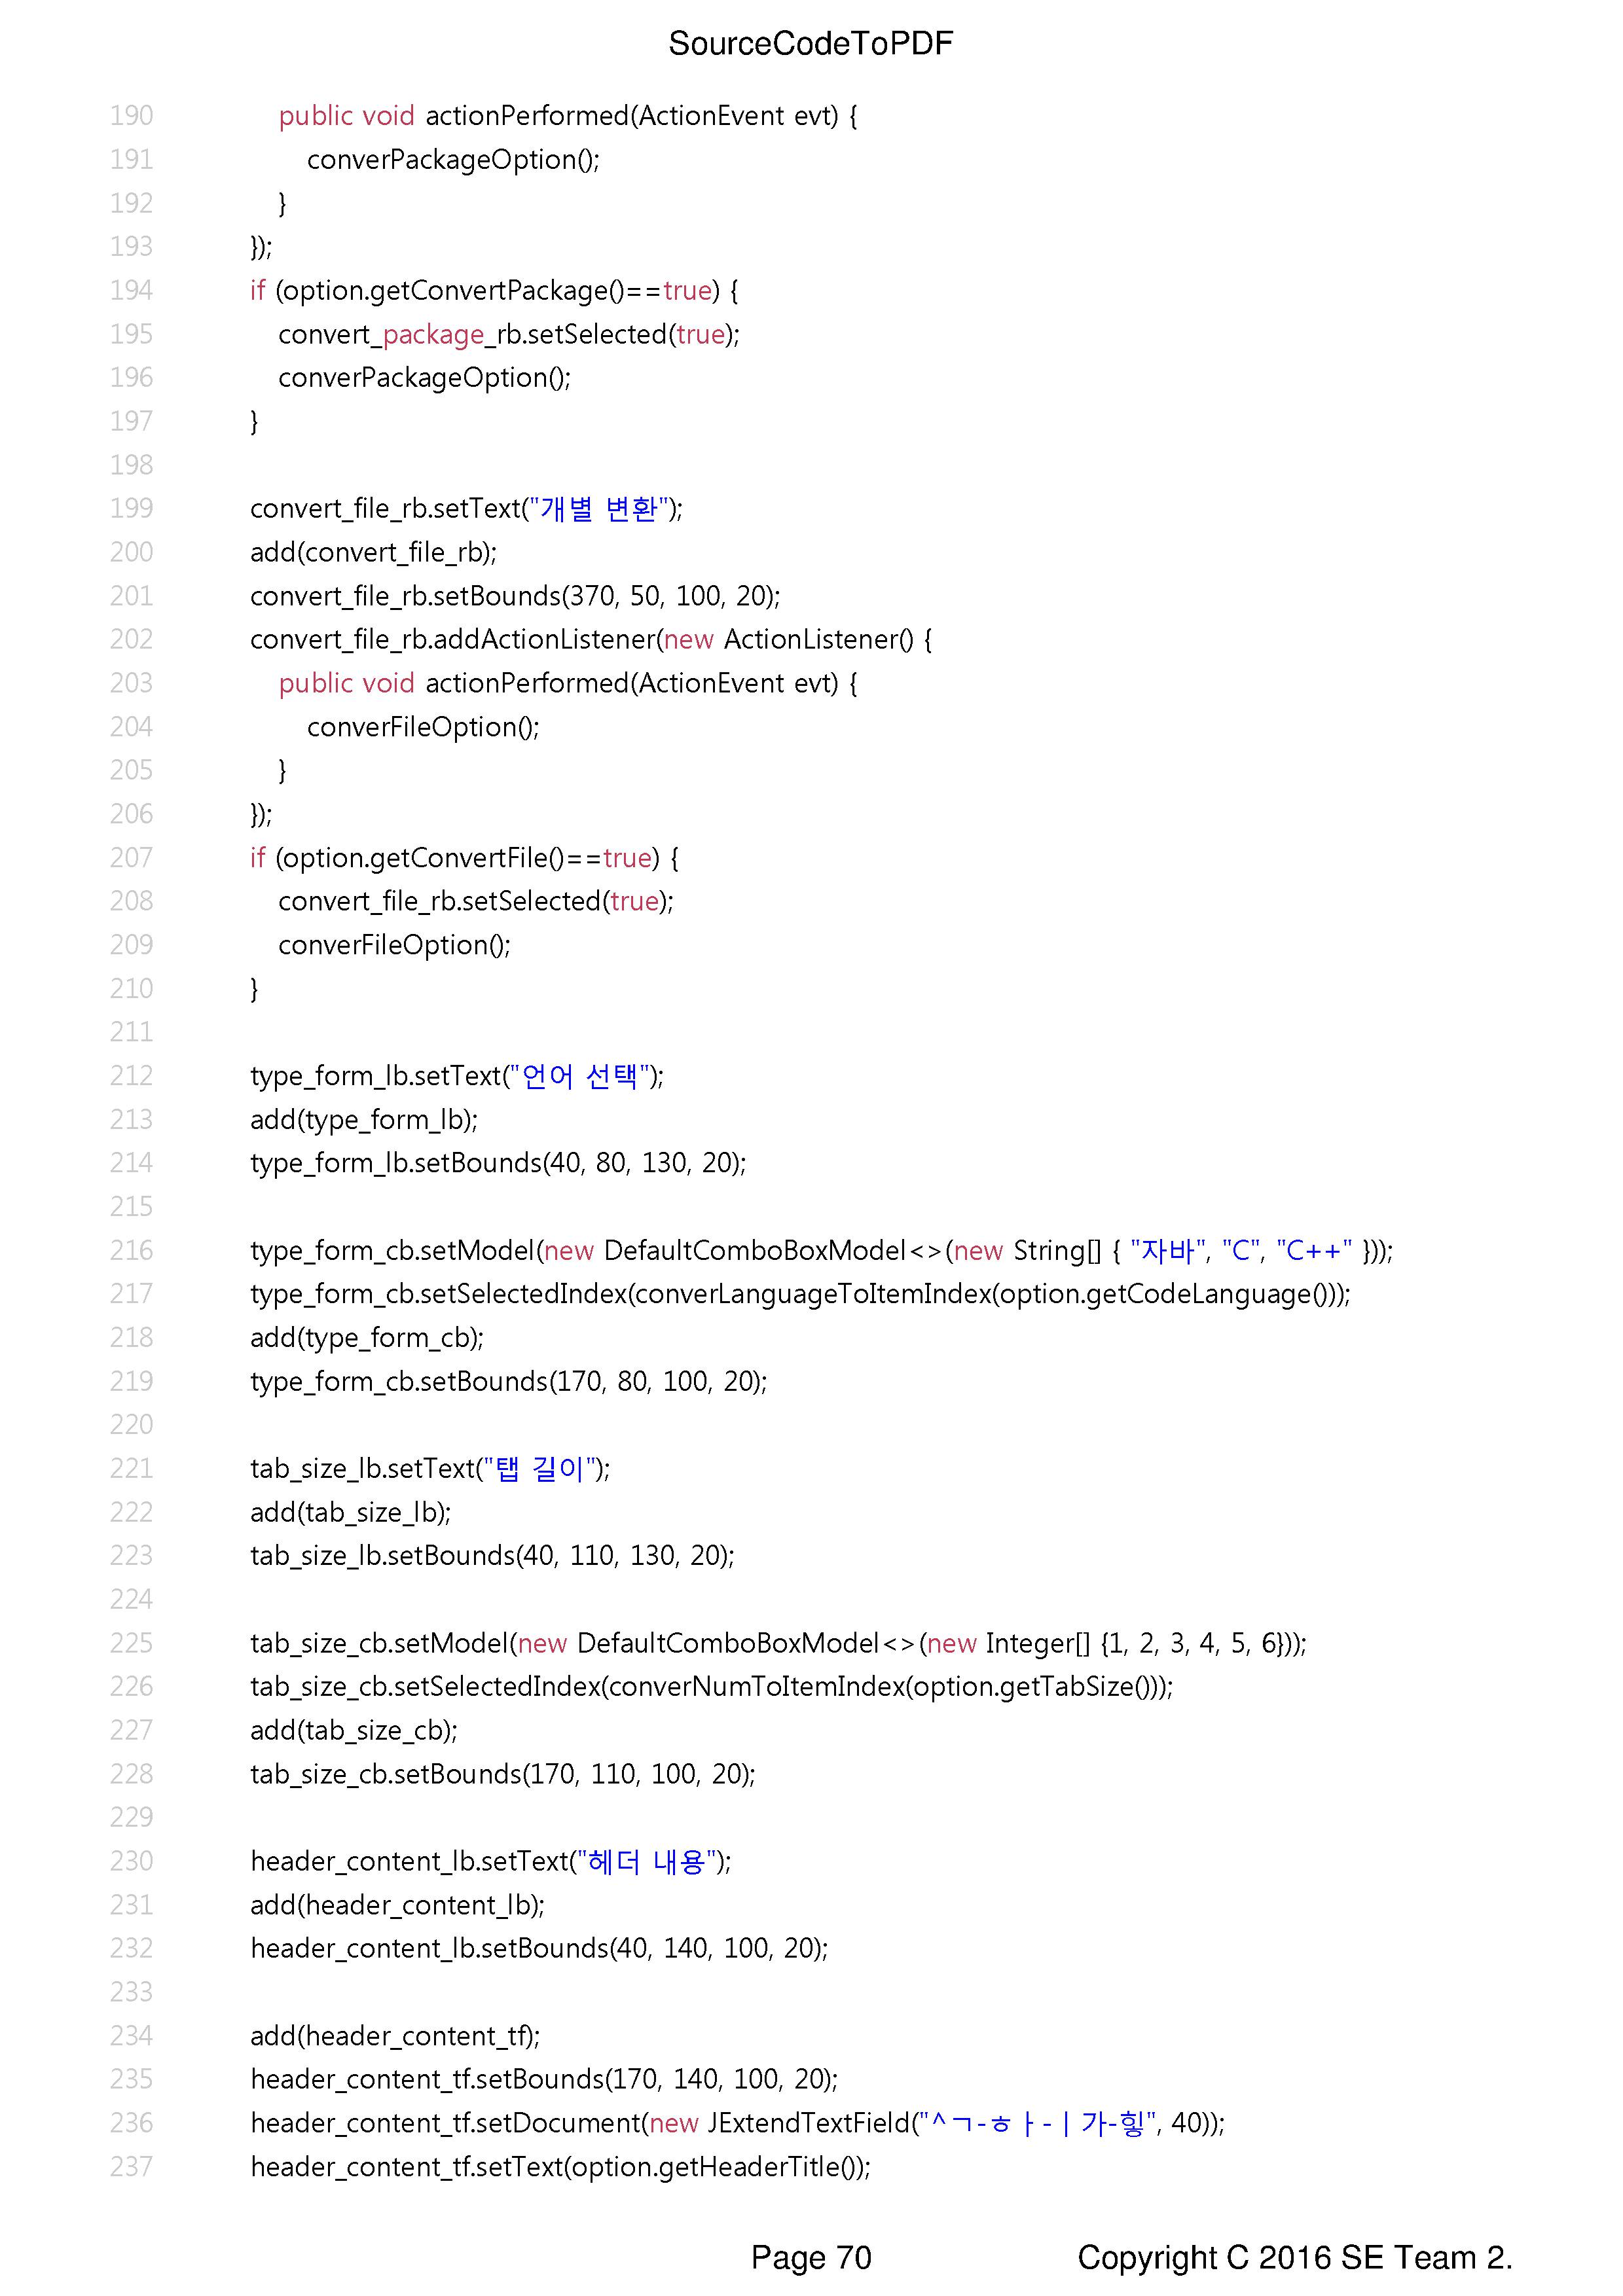 SourceCodeToPDF
190 public void actionPerformed(ActionEvent evt) {
191 converPackageOption();
192 }
193 });
194 if (option.getConvertPackage()==true) {
195 convert_package_rb.setSelected(true);
196 converPackageOption();
197 }
198
199 convert_file_rb.setText("개별 변환");
200 add(convert_file_rb);
201 convert_file_rb.setBounds(370, 50, 100, 20);
202 convert_file_rb.addActionListener(new ActionListener() {
203 public void actionPerformed(ActionEvent evt) {
204 converFileOption();
205 }
206 });
207 if (option.getConvertFile()==true) {
208 convert_file_rb.setSelected(true);
209 converFileOption();
210 }
211
212 type_form_lb.setText("언어 선택");
213 add(type_form_lb);
214 type_form_lb.setBounds(40, 80, 130, 20);
215
216 type_form_cb.setModel(new DefaultComboBoxModel<>(new String[] { "자바", "C", "C++" }));
217 type_form_cb.setSelectedIndex(converLanguageToItemIndex(option.getCodeLanguage()));
218 add(type_form_cb);
219 type_form_cb.setBounds(170, 80, 100, 20);
220
221 tab_size_lb.setText("탭 길이");
222 add(tab_size_lb);
223 tab_size_lb.setBounds(40, 110, 130, 20);
224
225 tab_size_cb.setModel(new DefaultComboBoxModel<>(new Integer[] {1, 2, 3, 4, 5, 6}));
226 tab_size_cb.setSelectedIndex(converNumToItemIndex(option.getTabSize()));
227 add(tab_size_cb);
228 tab_size_cb.setBounds(170, 110, 100, 20);
229
230 header_content_lb.setText("헤더 내용");
231 add(header_content_lb);
232 header_content_lb.setBounds(40, 140, 100, 20);
233
234 add(header_content_tf);
235 header_content_tf.setBounds(170, 140, 100, 20);
236 header_content_tf.setDocument(new JExtendTextField("^ㄱ-ㅎㅏ-ㅣ가-힣", 40));
237 header_content_tf.setText(option.getHeaderTitle());
Page 70 Copyright C 2016 SE Team 2.